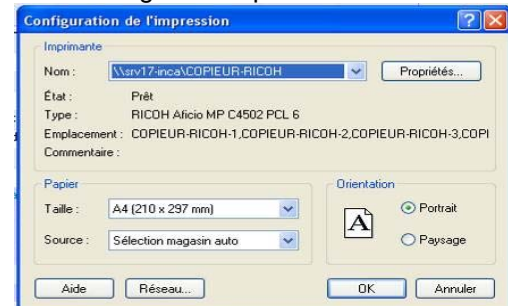 Configuration de l'impression
Imprimante
Nom : \\srv17-inca\COPIEUR-RICOH Propriétés...
État : Prêt
Type : RICOH Aficio MP C4502 PCL 6
Emplacement : COPIEUR-RICOH-1,COPIEUR-RICOH-2,COPIEUR-RICOH-3,COPI
Commentaire :
Papier
Taille : A4 (210 x 297 mm)
Source : Sélection magasin auto
Orientation
A
Portrait
Paysage
Aide Réseau... OK Annuler